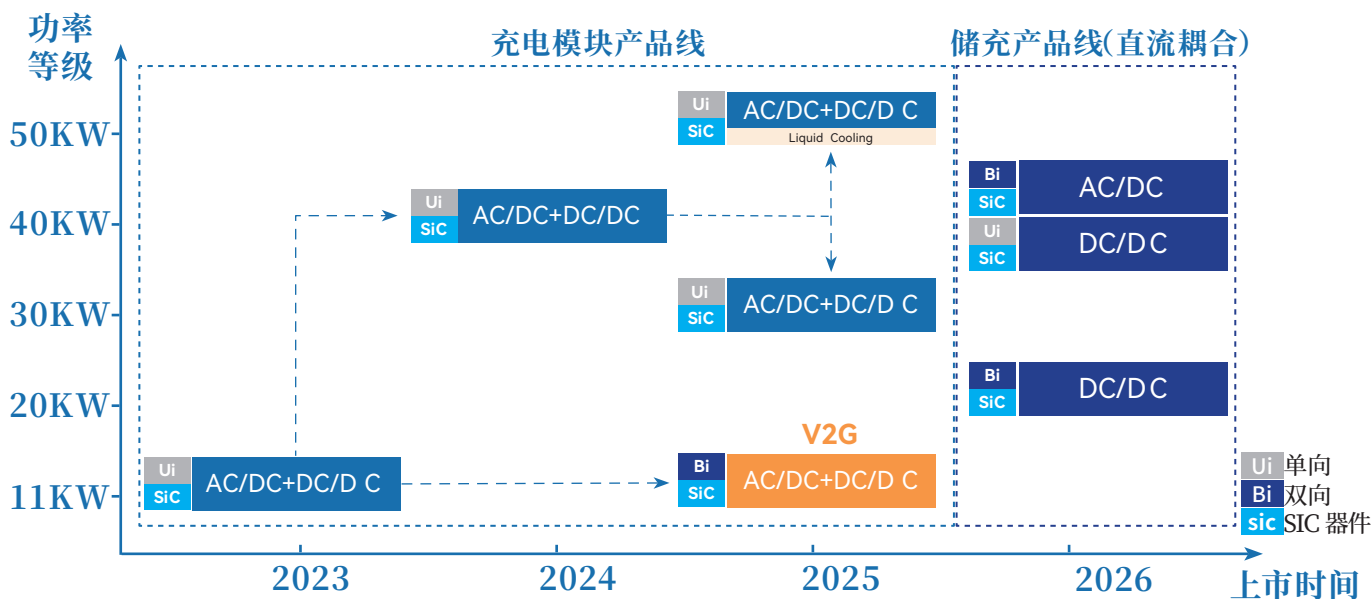 功率
等级
充电模块产品线
储充产品线(直流耦合)
50KW
Ui
SiC
AC/DC+DC/D C
Liquid Cooling
40KW
Ui
SiC
AC/DC+DC/DC
Bi
SiC
AC/DC
Ui
SiC
DC/D C
30KW
Ui
SiC
AC/DC+DC/D C
20KW
Bi
SiC
DC/D C
V2G
11KW
Ui
SiC
AC/DC+DC/D C
Bi
SiC
AC/DC+DC/D C
Ui 单向
Bi 双向
sic SIC 器件
2023
2024
2025
2026
上市时间